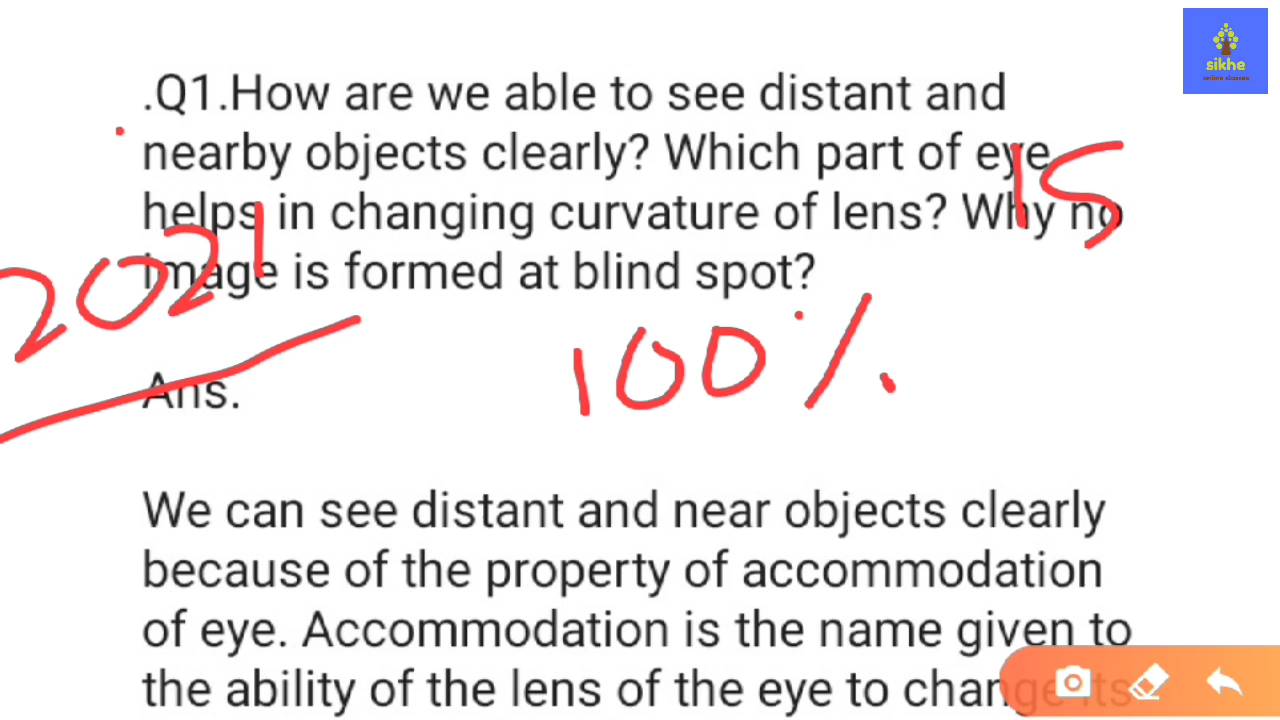 sikhe
online classes
.Q1.How are we able to see distant and
nearby objects clearly? Which part of eye
helps in changing curvature of lens? Why no
image is formed at blind spot?
15
2021
100%
Ans.
We can see distant and near objects clearly
because of the property of accommodation
of eye. Accommodation is the name given to
the ability of the lens of the eye to change its